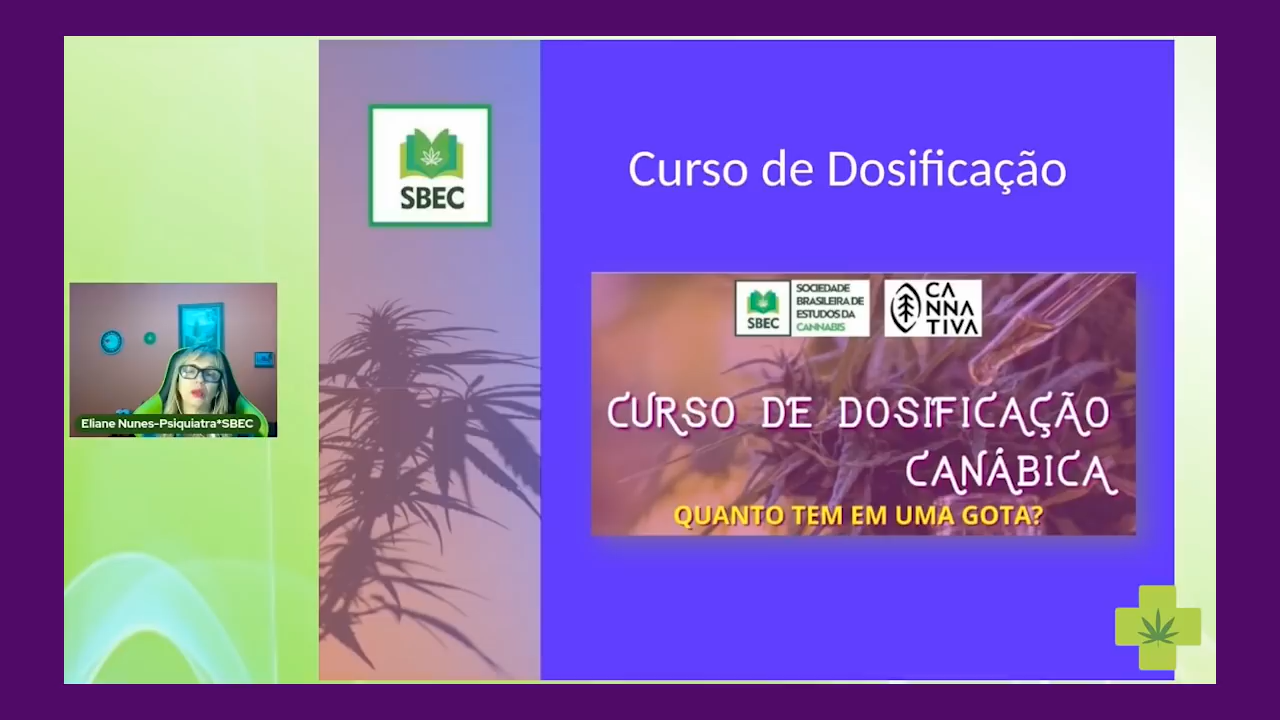 SBEC
Curso de Dosificação
SBEC
SOCIEDADE
BRASILEIRA DE
ESTUDOS DA
CANNABIS
CA
NNA
TIVA
CURSO DE DOSIFICAÇÃO
CANÁBICA
QUANTO TEM EM UMA GOTA?
Eliane Nunes-Psiquiatra*SBEC